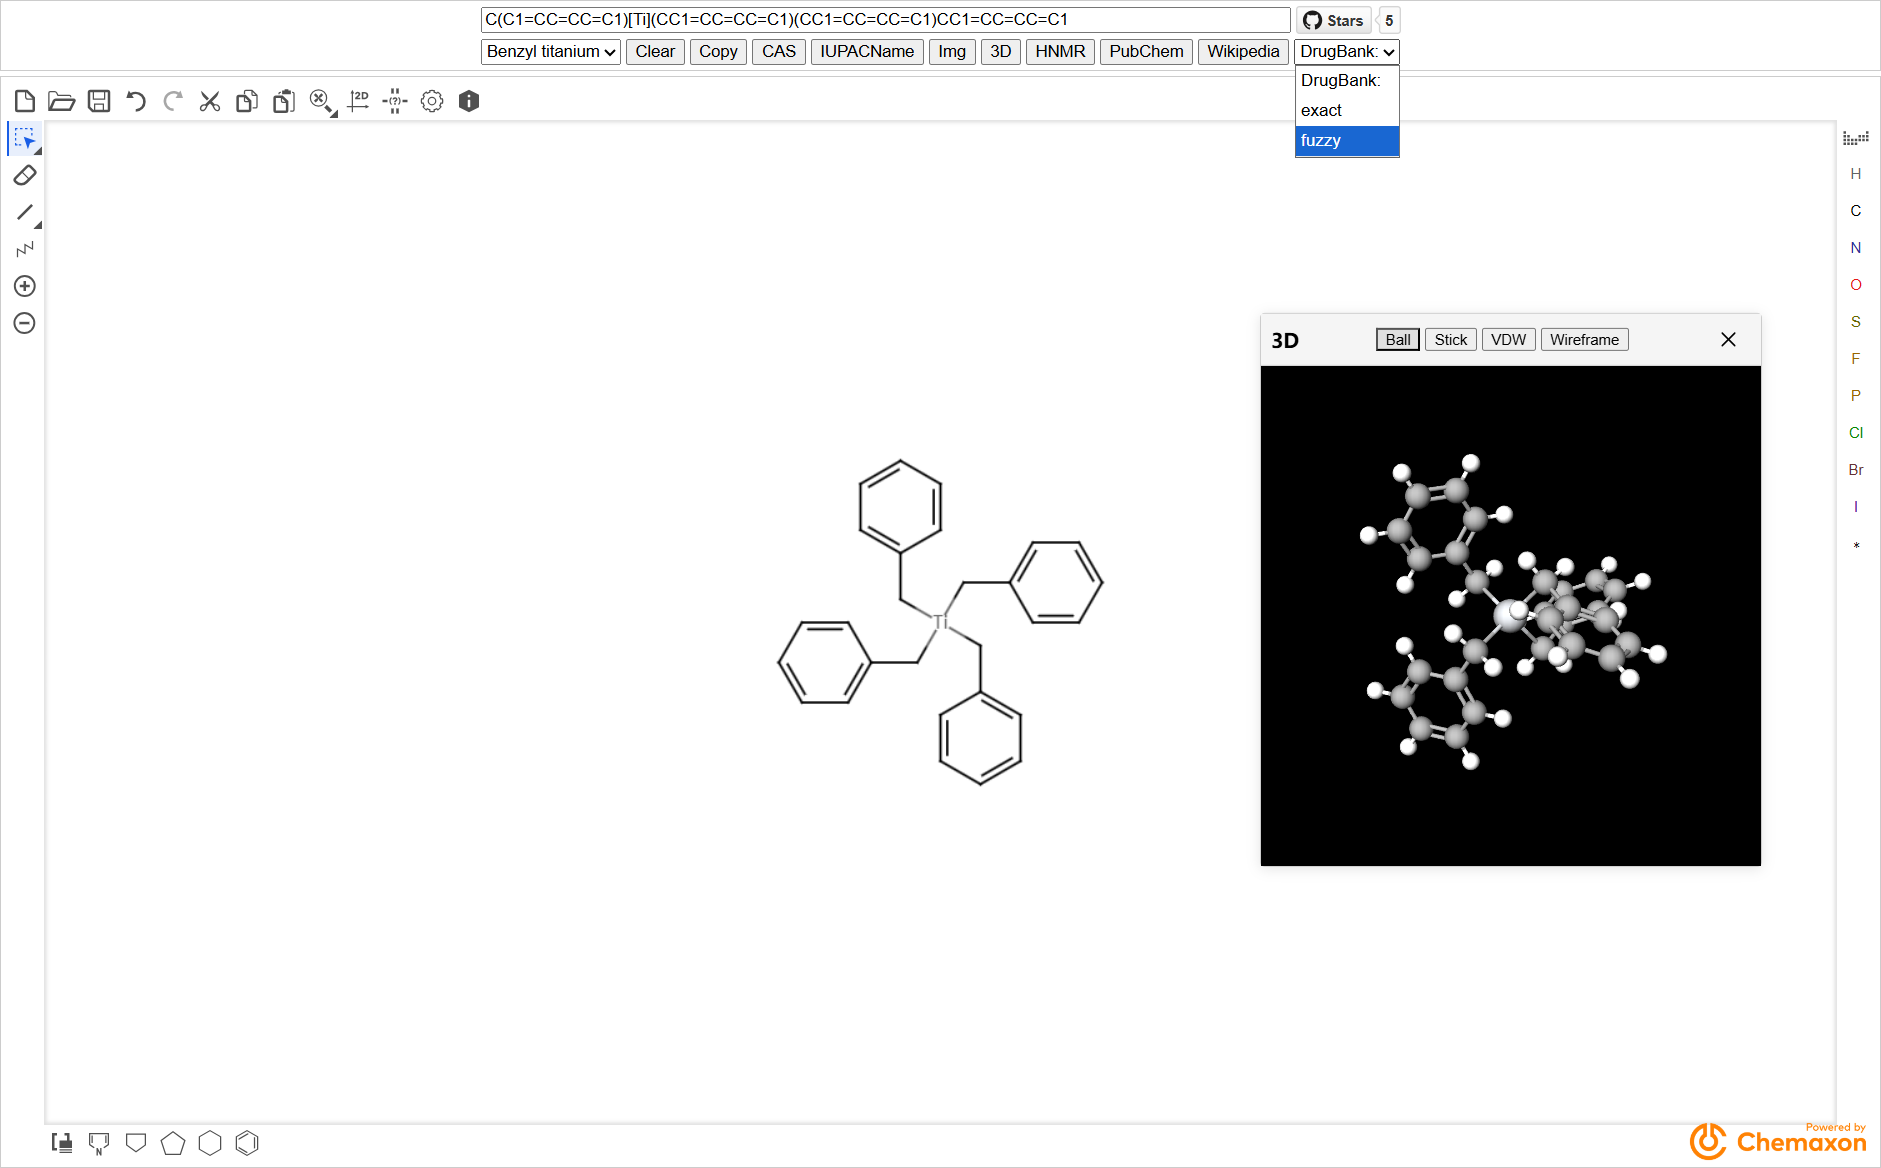 C(C1=CC=CC=C1)[Ti](CC1=CC=CC=C1)(CC1=CC=CC=C1)CC1=CC=CC=C1
Stars 5
Benzyl titanium Clear Copy CAS IUPACName Img 3D HNMR PubChem Wikipedia DrugBank:
DrugBank:
exact
fuzzy
2D
(?)
i
H
C
N
O
S
F
P
Cl
Br
I
*
3D Ball Stick VDW Wireframe
Ti
N
Powered by
Chemaxon